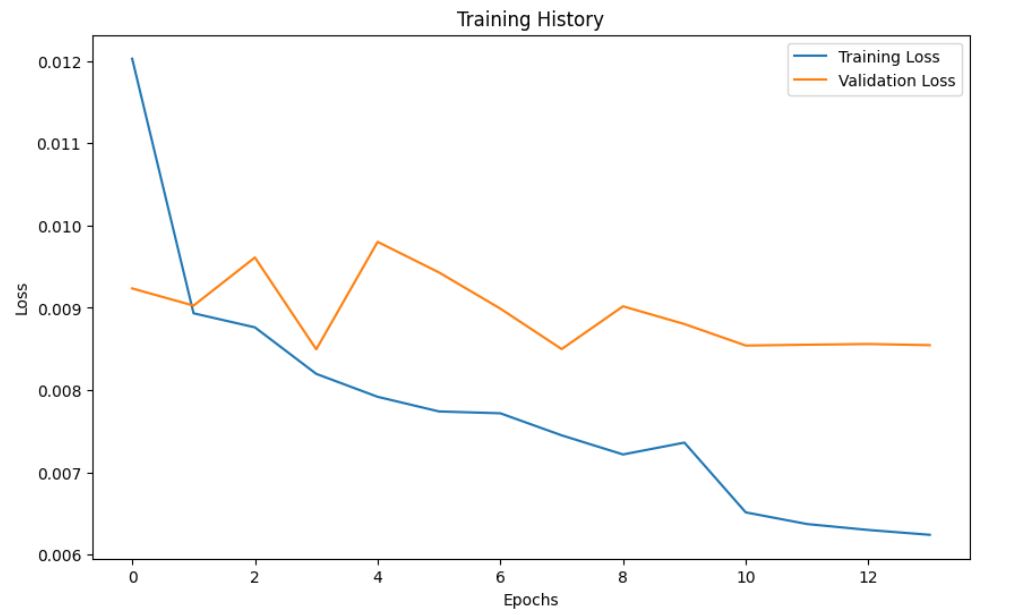 Training History
Training Loss
Validation Loss
0.012
0.011
0.010
0.009
0.008
0.007
0.006
Loss
0 2 4 6 8 10 12
Epochs